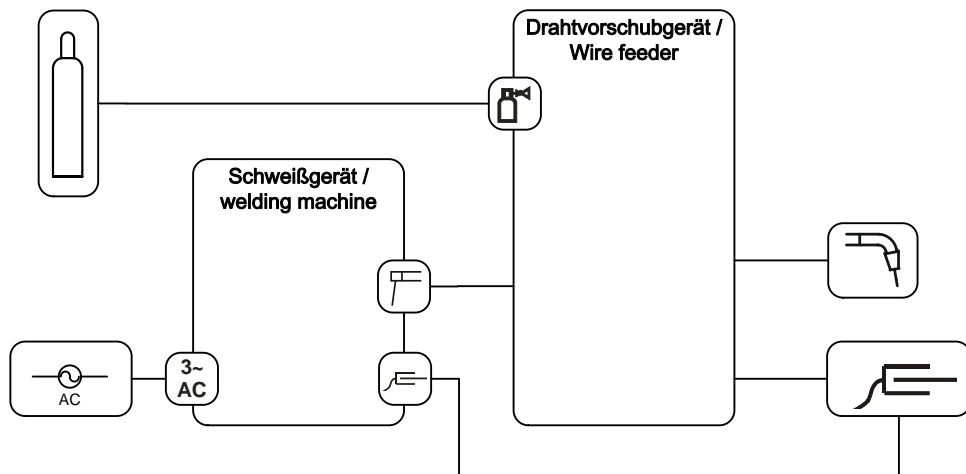 Drahtvorschubgerät /
Wire feeder
Schweißgerät /
welding machine
3~
AC
AC